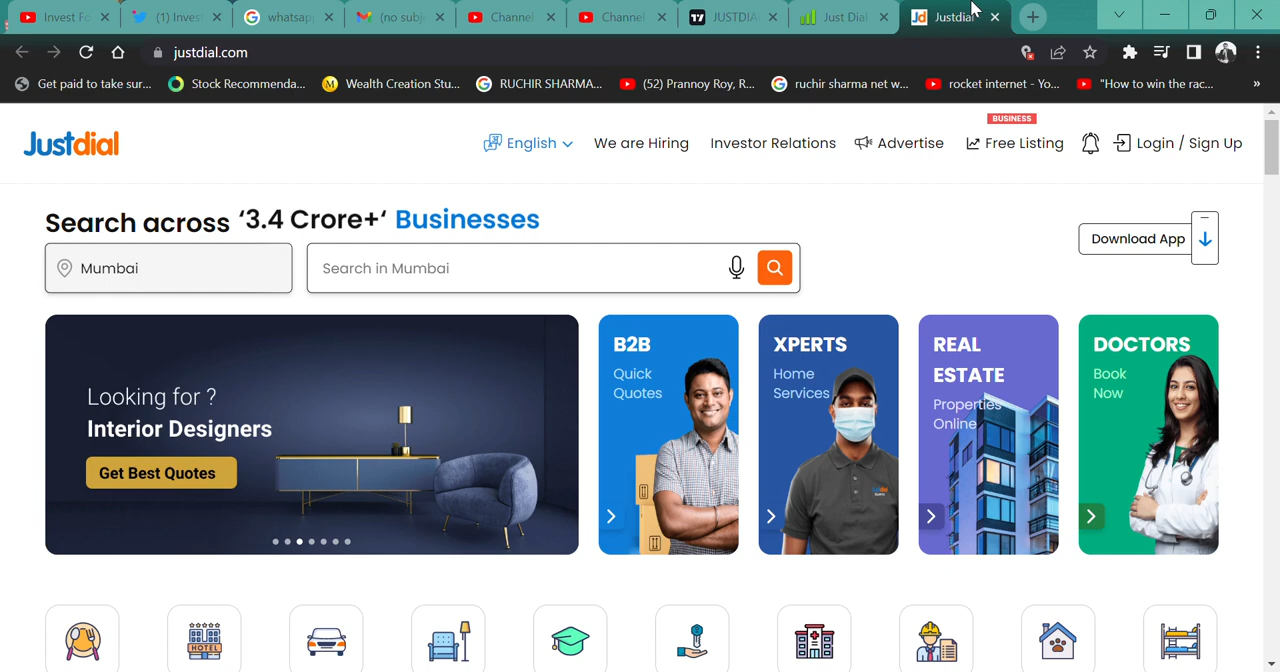 Invest Fo
(1) Invest
whatsapp
(no subje
Channel
Channel
JUSTDIA
Just Dial
Justdial
justdial.com
Get paid to take sur...
Stock Recommenda...
Wealth Creation Stu...
RUCHIR SHARMA...
(52) Prannoy Roy, R...
ruchir sharma net w...
rocket internet - Yo...
"How to win the rac...
»
Justdial
English
We are Hiring
Investor Relations
Advertise
BUSINESS
Free Listing
Login / Sign Up
Search across ‘3.4 Crore+‘ Businesses
Mumbai
Search in Mumbai
Download App
Looking for ?
Interior Designers
Get Best Quotes
B2B
Quick
Quotes
XPERTS
Home
Services
REAL
ESTATE
Properties
Online
DOCTORS
Book
Now
HOTEL